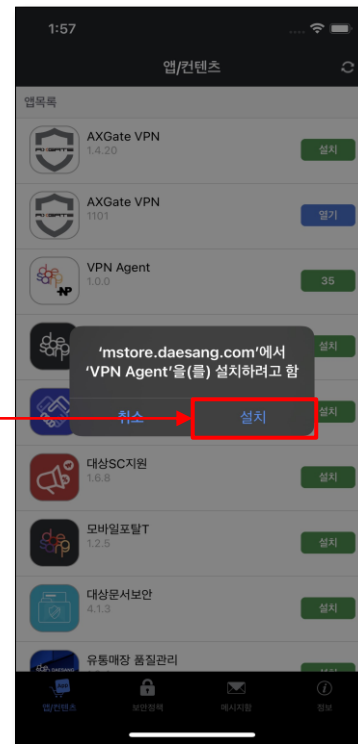 1:57
앱/컨텐츠
앱목록
AXGate VPN
1.4.20
설치
AXGATE
AXGate VPN
1101
열기
AXGATE
VPN Agent
1.0.0
35
NP
설치
'mstore.daesang.com'에서
'VPN Agent'을(를) 설치하려고 함
취소
설치
설치
대상SC지원
1.6.8
설치
모바일포탈T
1.2.5
설치
대상문서보안
4.1.3
설치
유통매장 품질관리
앱/컨텐츠
보안정책
메시지함
정보